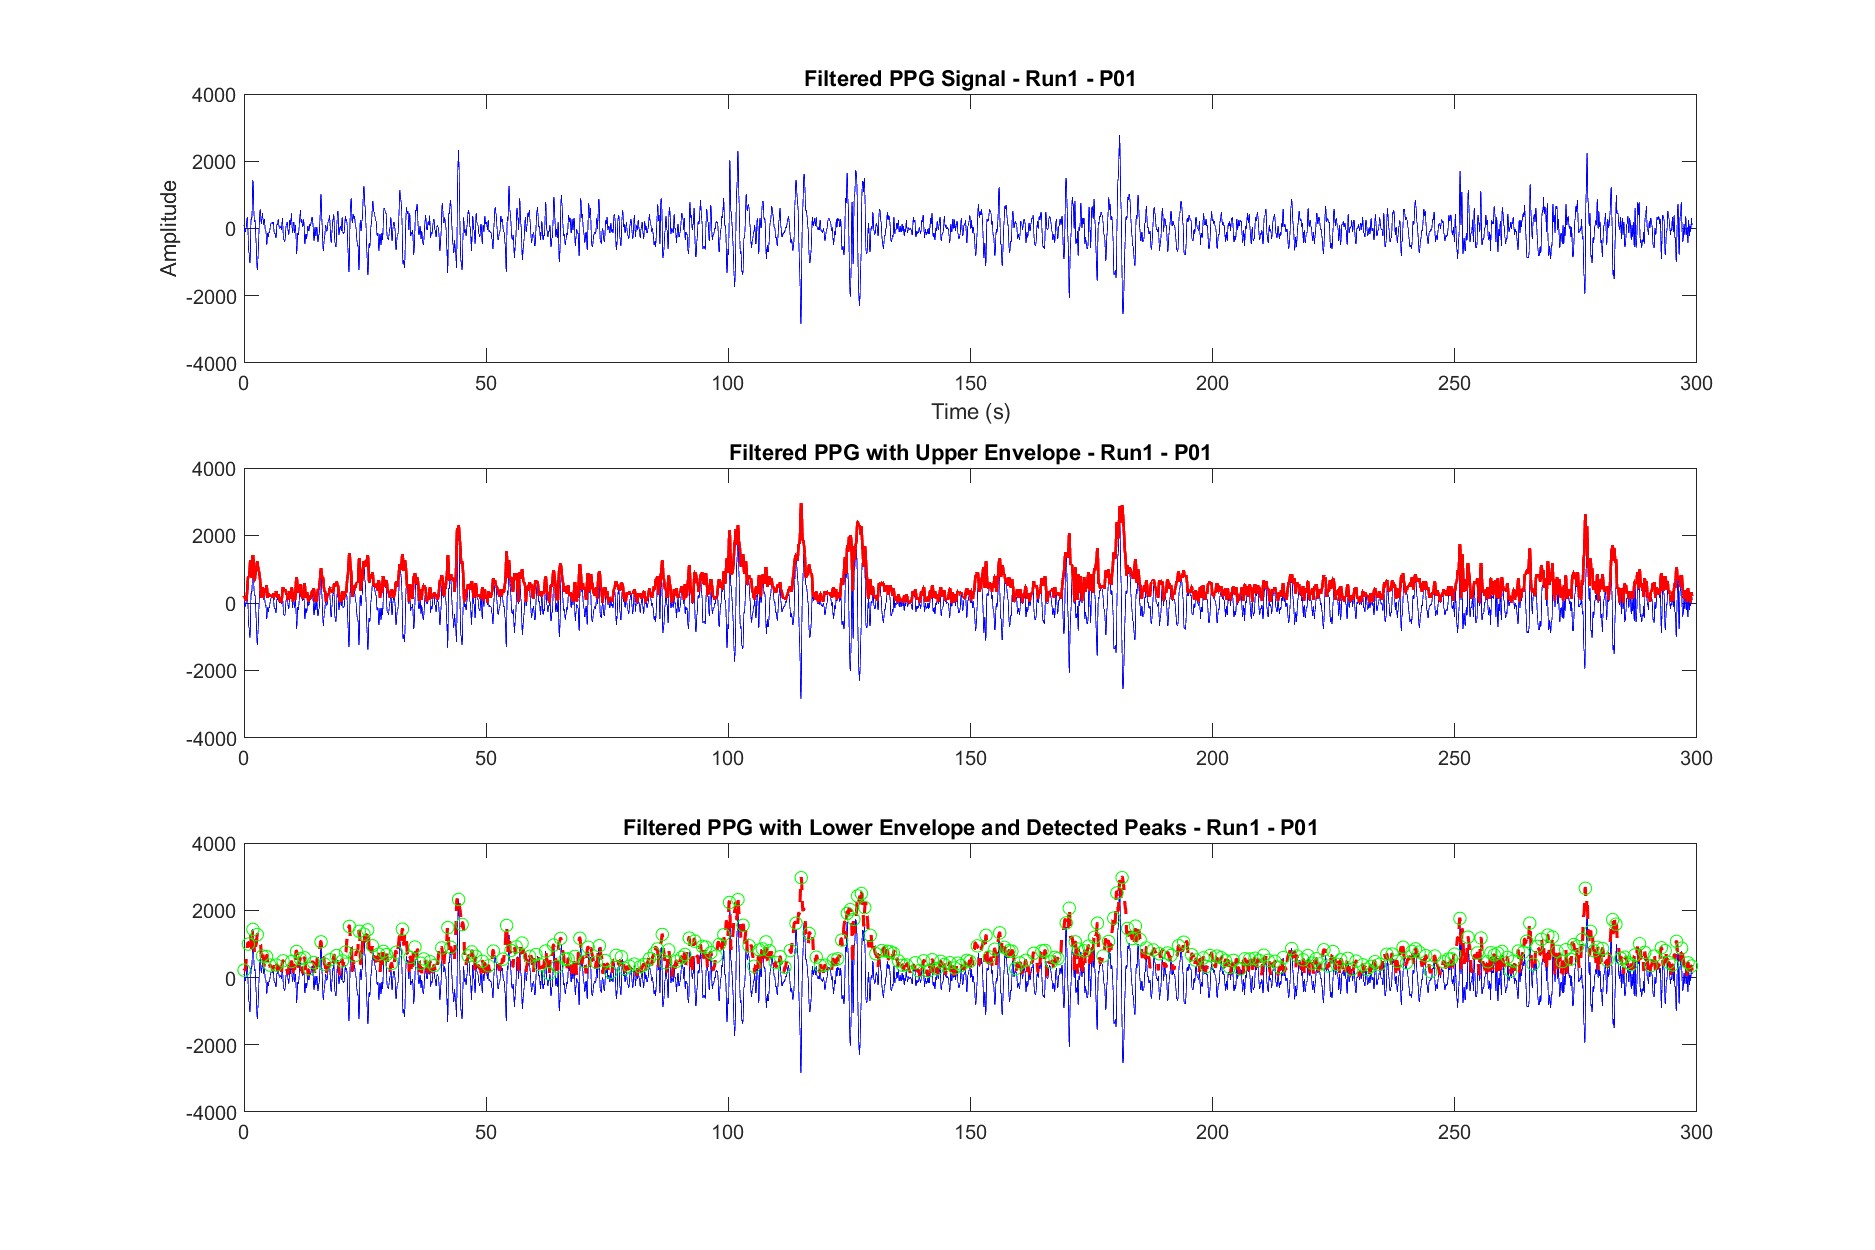 Filtered PPG Signal - Run1 - P01
4000
2000
0
-2000
-4000
Amplitude
0 50 100 150 200 250 300
Time (s)
Filtered PPG with Upper Envelope - Run1 - P01
4000
2000
0
-2000
-4000
0 50 100 150 200 250 300
Filtered PPG with Lower Envelope and Detected Peaks - Run1 - P01
4000
2000
0
-2000
-4000
0 50 100 150 200 250 300